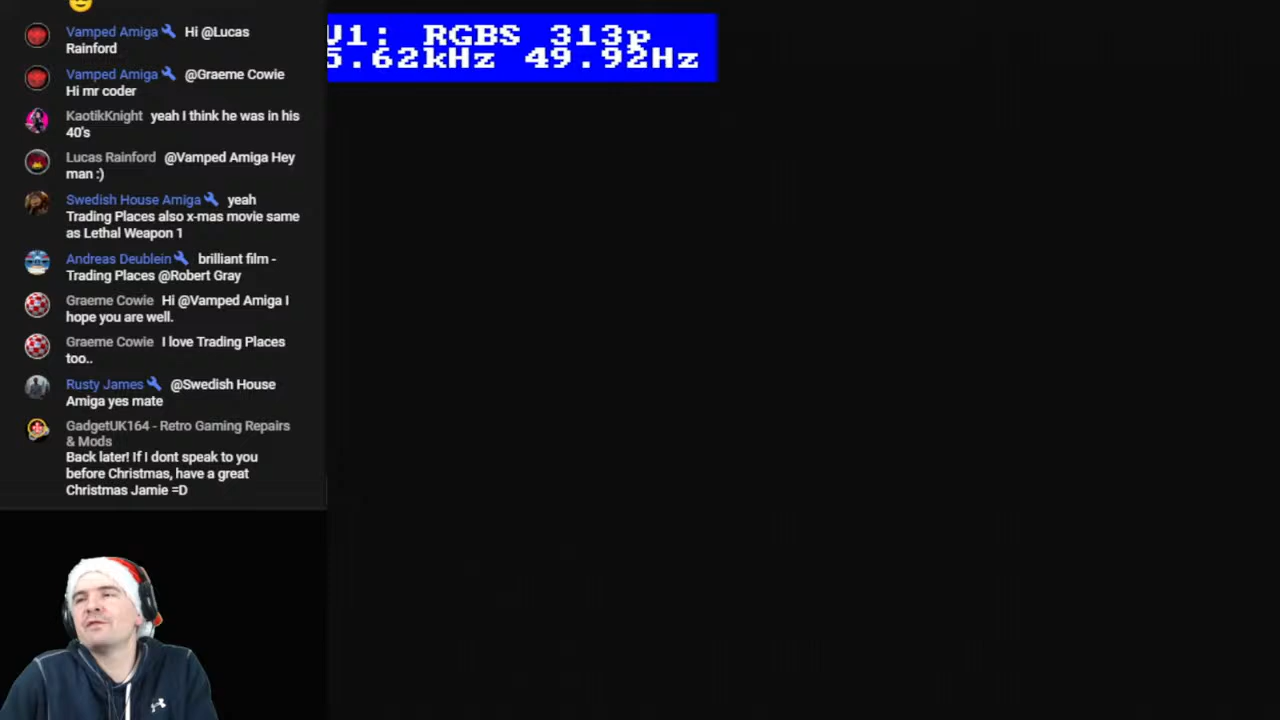 Vamped Amiga Hi @Lucas
Rainford
Vamped Amiga @Graeme Cowie
Hi mr coder
KaotikKnight yeah I think he was in his
40's
Lucas Rainford @Vamped Amiga Hey
man :)
Swedish House Amiga yeah
Trading Places also x-mas movie same
as Lethal Weapon 1
Andreas Deublein brilliant film -
Trading Places @Robert Gray
Graeme Cowie Hi @Vamped Amiga I
hope you are well.
Graeme Cowie I love Trading Places
too..
Rusty James @Swedish House
Amiga yes mate
GadgetUK164 - Retro Gaming Repairs
& Mods
Back later! If I dont speak to you
before Christmas, have a great
Christmas Jamie =D
1: RGBS 313p
5.62kHz 49.92Hz